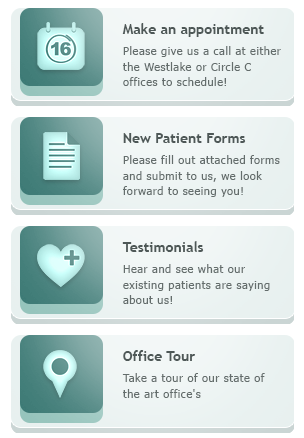 16
Make an appointment
Please give us a call at either
the Westlake or Circle C
offices to schedule!
New Patient Forms
Please fill out attached forms
and submit to us, we look
forward to seeing you!
Testimonials
Hear and see what our
existing patients are saying
about us!
Office Tour
Take a tour of our state of
the art office's